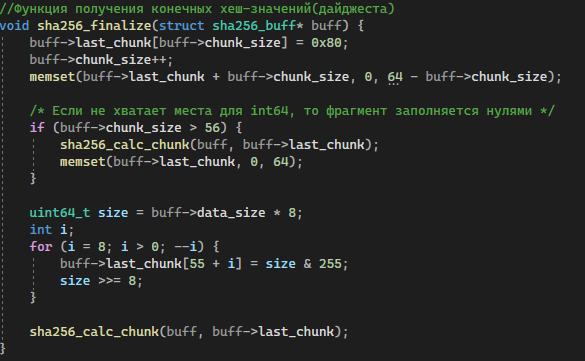 //Функция получения конечных хеш-значений(дайджеста)
void sha256_finalize(struct sha256_buff* buff) {
    buff->last_chunk[buff->chunk_size] = 0x80;
    buff->chunk_size++;
    memset(buff->last_chunk + buff->chunk_size, 0, 64 - buff->chunk_size);

    /* Если не хватает места для int64, то фрагмент заполняется нулями */
    if (buff->chunk_size > 56) {
        sha256_calc_chunk(buff, buff->last_chunk);
        memset(buff->last_chunk, 0, 64);
    }

    uint64_t size = buff->data_size * 8;
    int i;
    for (i = 8; i > 0; --i) {
        buff->last_chunk[55 + i] = size & 255;
        size >>= 8;
    }

    sha256_calc_chunk(buff, buff->last_chunk);
}